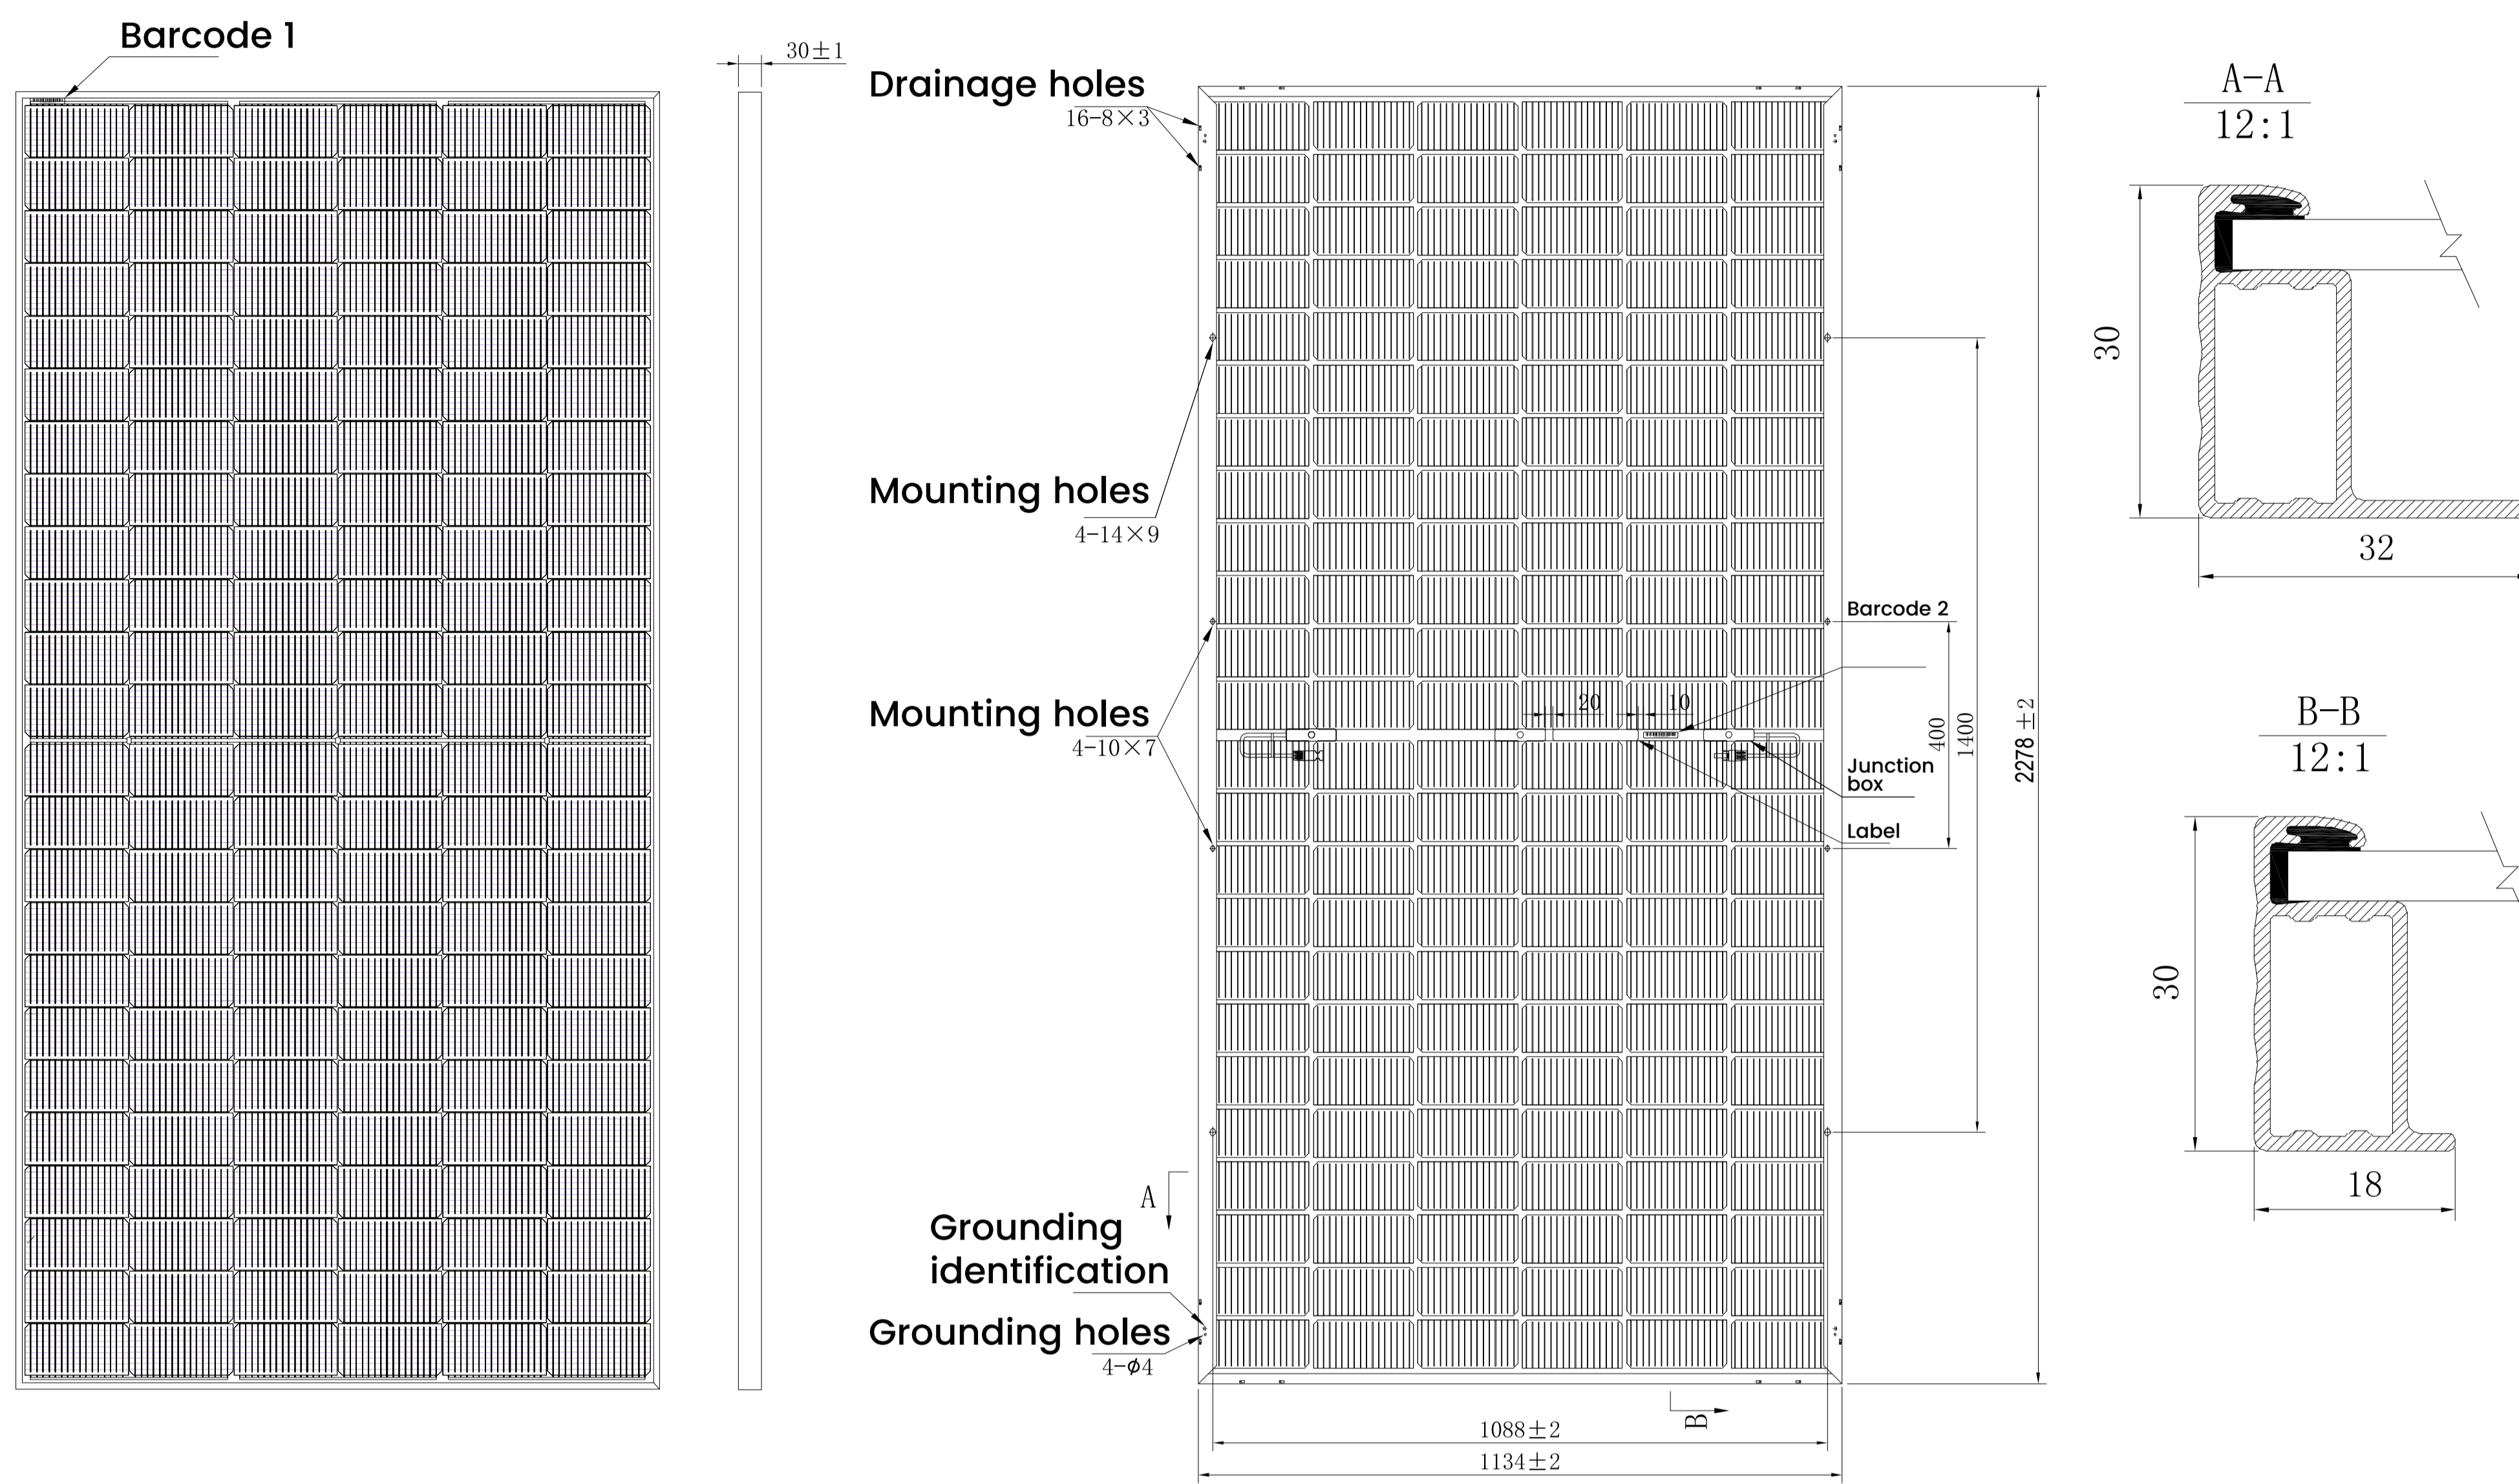 Barcode 1
30±1
Drainage holes
16-8×3
Mounting holes
4-14×9
Mounting holes
4-10×7
Grounding
identification
Grounding holes
4-ϕ4
A
B
20
10
Barcode 2
Junction
box
Label
400
1400
2278±2
1088±2
1134±2
A-A
12:1
30
32
B-B
12:1
30
18